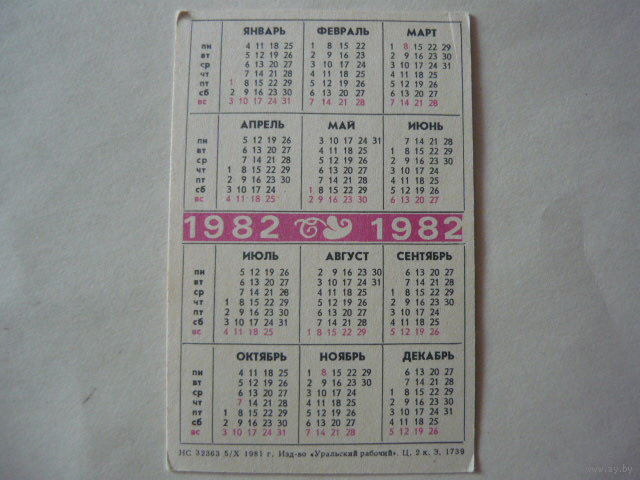 ЯНВАРЬ ФЕВРАЛЬ МАРТ
пн 4 11 18 25 1 8 15 22 1 8 15 22 29
вт 5 12 19 26 2 9 16 23 2 9 16 23 30
ср 6 13 20 27 3 10 17 24 3 10 17 24 31
чт 7 14 21 28 4 11 18 25 4 11 18 25
пт 1 8 15 22 29 5 12 19 26 5 12 19 26
сб 2 9 16 23 30 6 13 20 27 6 13 20 27
вс 3 10 17 24 31 7 14 21 28 7 14 21 28
АПРЕЛЬ МАЙ ИЮНЬ
пн 5 12 19 26 3 10 17 24 31 7 14 21 28
вт 6 13 20 27 4 11 18 25 1 8 15 22 29
ср 7 14 21 28 5 12 19 26 2 9 16 23 30
чт 1 8 15 22 29 6 13 20 27 3 10 17 24
пт 2 9 16 23 30 7 14 21 28 4 11 18 25
сб 3 10 17 24 1 8 15 22 29 5 12 19 26
вс 4 11 18 25 2 9 16 23 30 6 13 20 27
1982 1982
ИЮЛЬ АВГУСТ СЕНТЯБРЬ
пн 5 12 19 26 2 9 16 23 30 6 13 20 27
вт 6 13 20 27 3 10 17 24 31 7 14 21 28
ср 7 14 21 28 4 11 18 25 1 8 15 22 29
чт 1 8 15 22 29 5 12 19 26 2 9 16 23 30
пт 2 9 16 23 30 6 13 20 27 3 10 17 24
сб 3 10 17 24 31 7 14 21 28 4 11 18 25
вс 4 11 18 25 1 8 15 22 29 5 12 19 26
ОКТЯБРЬ НОЯБРЬ ДЕКАБРЬ
пн 4 11 18 25 1 8 15 22 29 6 13 20 27
вт 5 12 19 26 2 9 16 23 30 7 14 21 28
ср 6 13 20 27 3 10 17 24 1 8 15 22 29
чт 7 14 21 28 4 11 18 25 2 9 16 23 30
пт 1 8 15 22 29 5 12 19 26 3 10 17 24 31
сб 2 9 16 23 30 6 13 20 27 4 11 18 25
вс 3 10 17 24 31 7 14 21 28 5 12 19 26
НС 32363 5/X 1981 г. Изд-во «Уральский рабочий». Ц. 2 к. З. 1739
www.ay.by